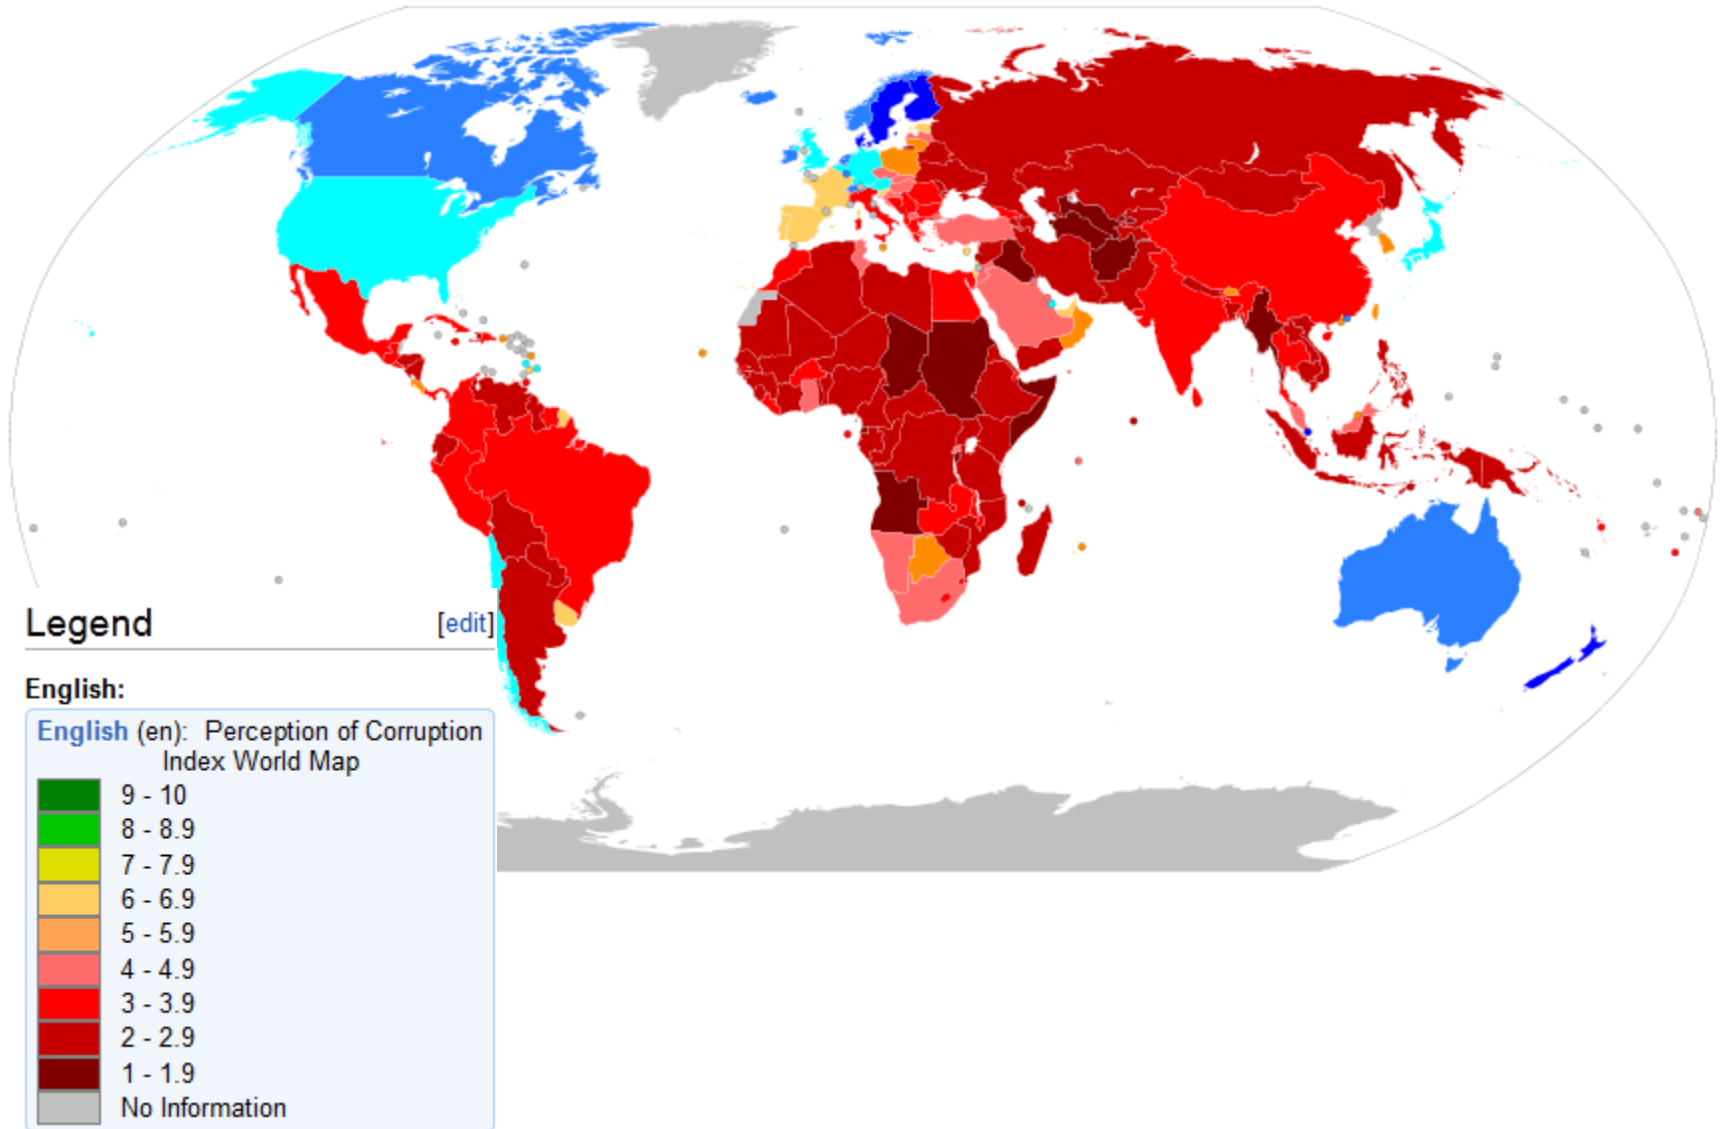 Legend [edit]
English:
English (en): Perception of Corruption
Index World Map
9 - 10
8 - 8.9
7 - 7.9
6 - 6.9
5 - 5.9
4 - 4.9
3 - 3.9
2 - 2.9
1 - 1.9
No Information